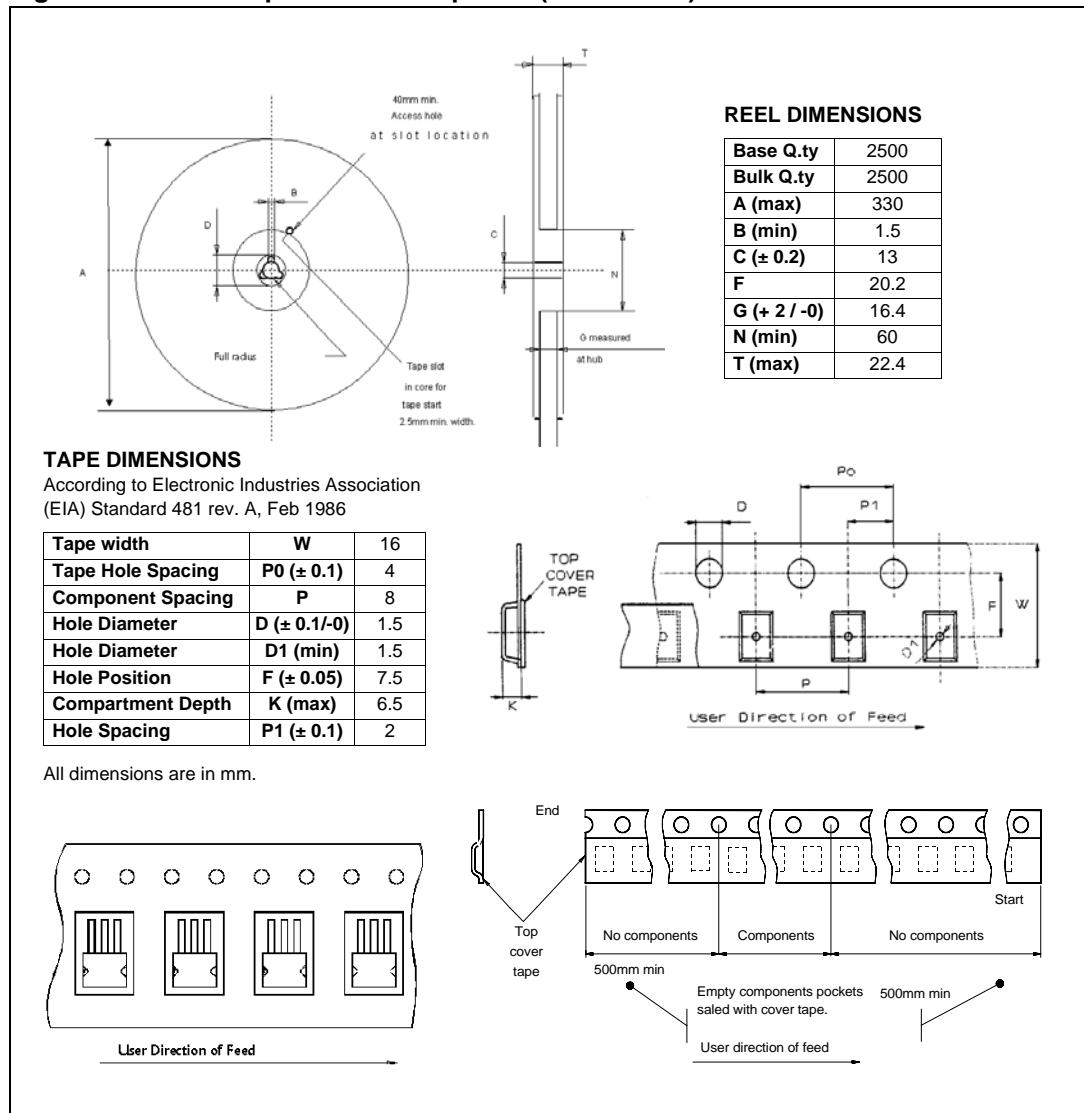 T
40mm min.
Access hole
at slot location
B
D
C
A
N
G measured
at hub
Full radius
Tape slot
in core for
tape start
2.5mm min. width.
REEL DIMENSIONS
Base Q.ty 2500
Bulk Q.ty 2500
A (max) 330
B (min) 1.5
C (± 0.2) 13
F 20.2
G (+ 2 / -0) 16.4
N (min) 60
T (max) 22.4
TAPE DIMENSIONS
According to Electronic Industries Association
(EIA) Standard 481 rev. A, Feb 1986
Tape width W 16
Tape Hole Spacing P0 (± 0.1) 4
Component Spacing P 8
Hole Diameter D (± 0.1/-0) 1.5
Hole Diameter D1 (min) 1.5
Hole Position F (± 0.05) 7.5
Compartment Depth K (max) 6.5
Hole Spacing P1 (± 0.1) 2
All dimensions are in mm.
TOP
COVER
TAPE
K
Po
D
P1
F
W
D1
P
User Direction of Feed
User Direction of Feed
End
Start
Top
cover
tape
No components
Components
No components
500mm min
Empty components pockets
saled with cover tape.
500mm min
User direction of feed